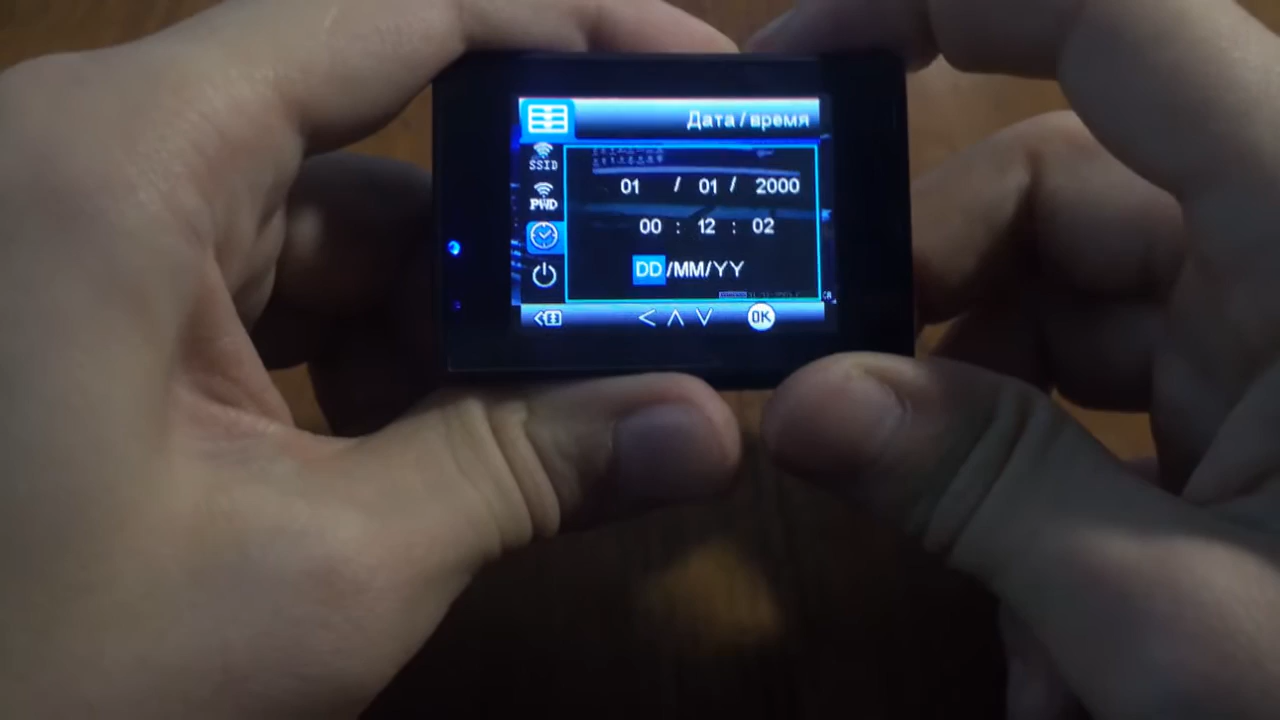 Дата / время
SSID
01 / 01 / 2000
PWD
00 : 12 : 02
DD/MM/YY
OK